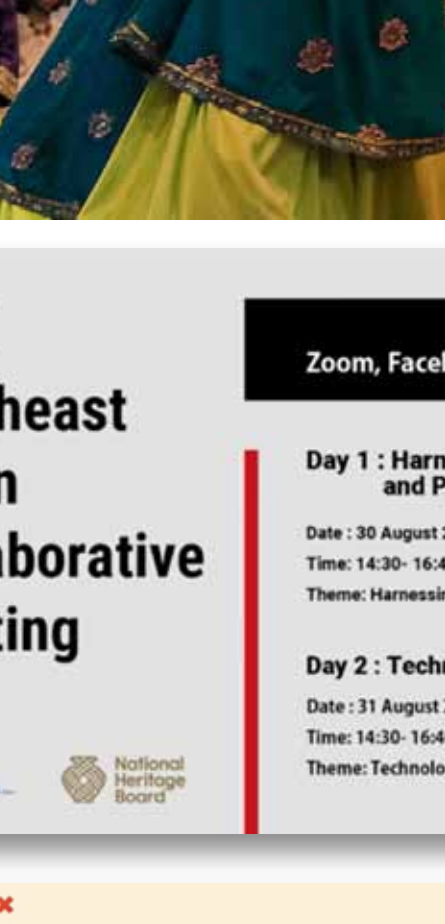 heast
n
aborative
ting
National
Heritage
Board
Zoom, Facel
Day 1 : Harn
and P
Date : 30 August 2
Time: 14:30- 16:4
Theme: Harnessin
Day 2 : Techn
Date : 31 August
Time: 14:30- 16:4
Theme: Technolo